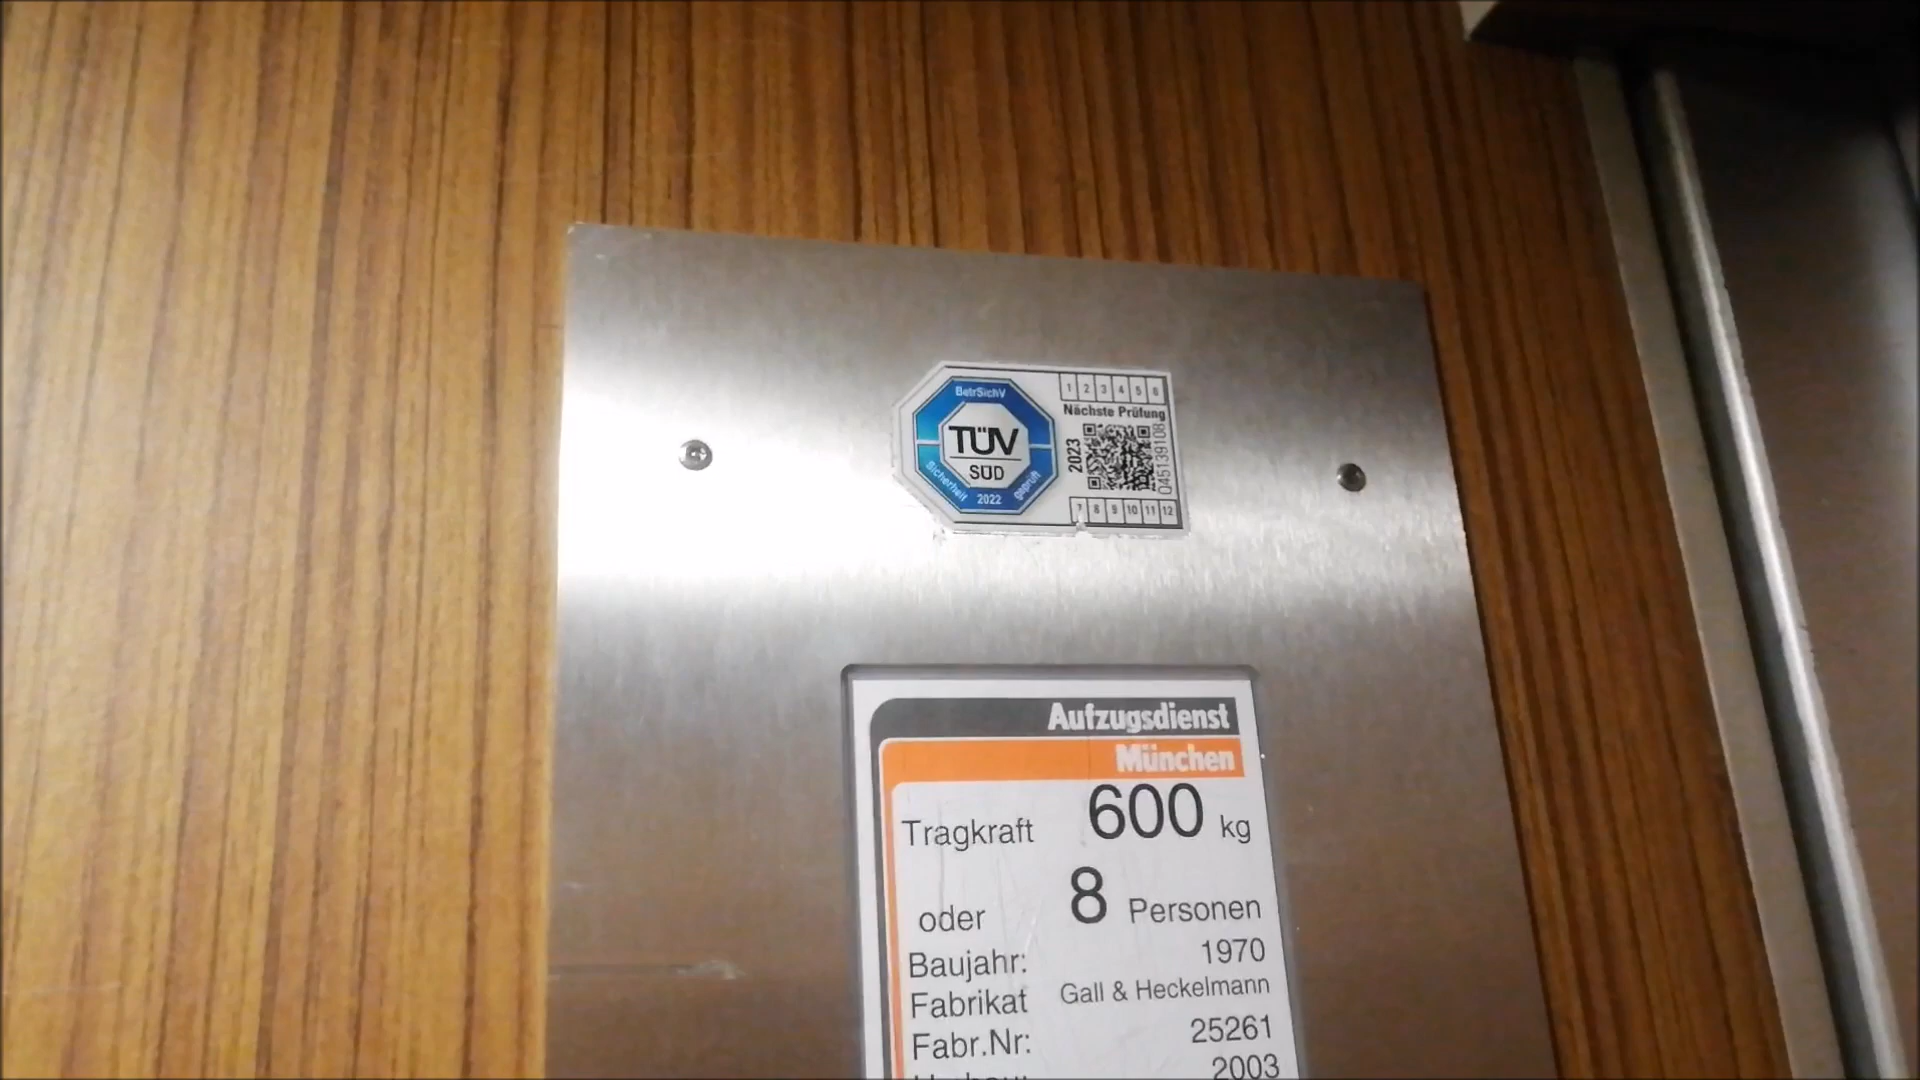 BetrSichV
TÜV
SÜD
Sicherheit 2022 geprüft
1 2 3 4 5 6
Nächste Prüfung
2023
045139108
7 8 9 10 11 12
Aufzugsdienst
München
Tragkraft 600 kg
oder 8 Personen
Baujahr: 1970
Fabrikat Gall & Heckelmann
Fabr.Nr: 25261
2003